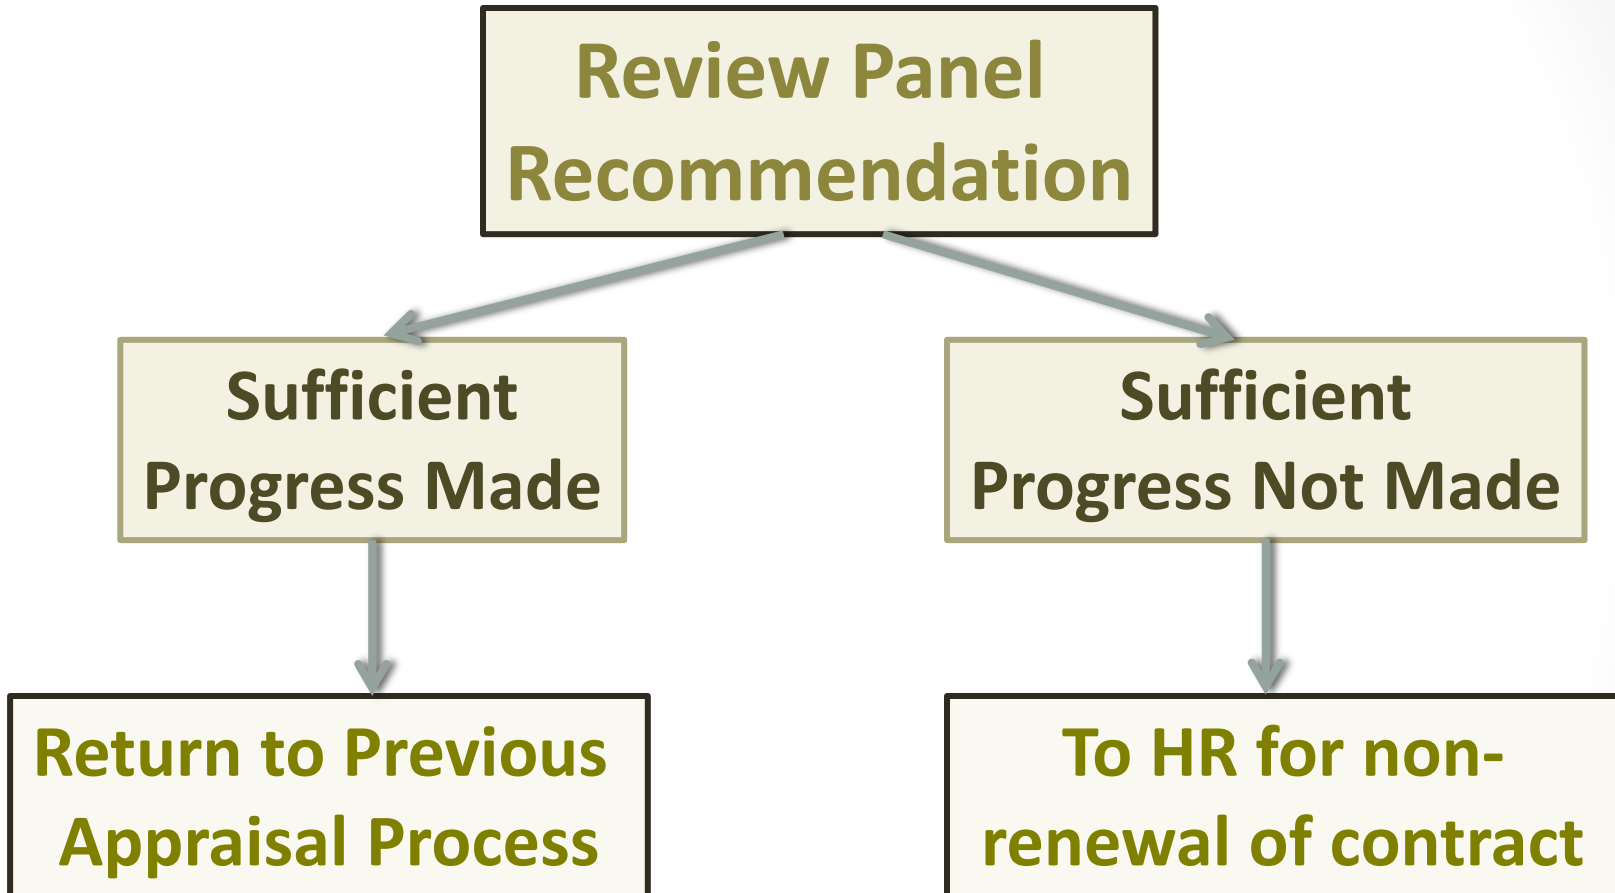 Review Panel
Recommendation
Sufficient
Progress Made
Sufficient
Progress Not Made
Return to Previous
Appraisal Process
To HR for non-
renewal of contract